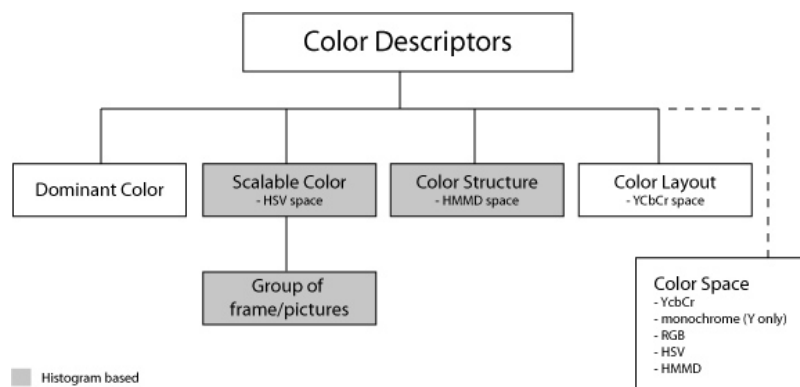 Color Descriptors
Dominant Color
Scalable Color
- HSV space
Color Structure
- HMMD space
Color Layout
- YCbCr space
Group of
frame/pictures
Color Space
- YcbCr
- monochrome (Y only)
- RGB
- HSV
- HMMD
Histogram based